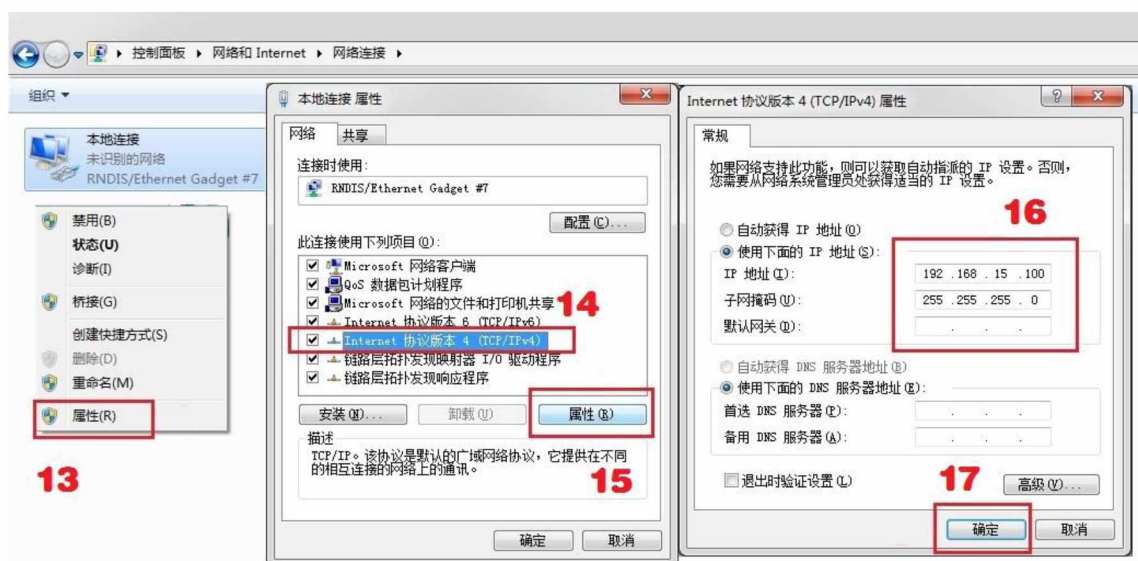 控制面板 ▸ 网络和 Internet ▸ 网络连接 ▸
组织 ▼
本地连接
未识别的网络
RNDIS/Ethernet Gadget #7
禁用(B)
状态(U)
诊断(I)
桥接(G)
创建快捷方式(S)
删除(D)
重命名(M)
属性(R)
13
本地连接 属性
网络
共享
连接时使用:
RNDIS/Ethernet Gadget #7
配置(C)...
此连接使用下列项目(O):
Microsoft 网络客户端
QoS 数据包计划程序
Microsoft 网络的文件和打印机共享
Internet 协议版本 6 (TCP/IPv6)
Internet 协议版本 4 (TCP/IPv4)
链路层拓扑发现映射器 I/O 驱动程序
链路层拓扑发现响应程序
14
安装(N)...
卸载(U)
属性(R)
描述
TCP/IP。该协议是默认的广域网络协议，它提供在不同
的相互连接的网络上的通讯。
15
确定
取消
Internet 协议版本 4 (TCP/IPv4) 属性
常规
如果网络支持此功能，则可以获取自动指派的 IP 设置。否则，
您需要从网络系统管理员处获得适当的 IP 设置。
16
自动获得 IP 地址(O)
使用下面的 IP 地址(S):
IP 地址(I): 192 .168 . 15 .100
子网掩码(U): 255 .255 .255 . 0
默认网关(D): . . .
自动获得 DNS 服务器地址(B)
使用下面的 DNS 服务器地址(E):
首选 DNS 服务器(P): . . .
备用 DNS 服务器(A): . . .
退出时验证设置(L)
17
高级(V)...
确定
取消